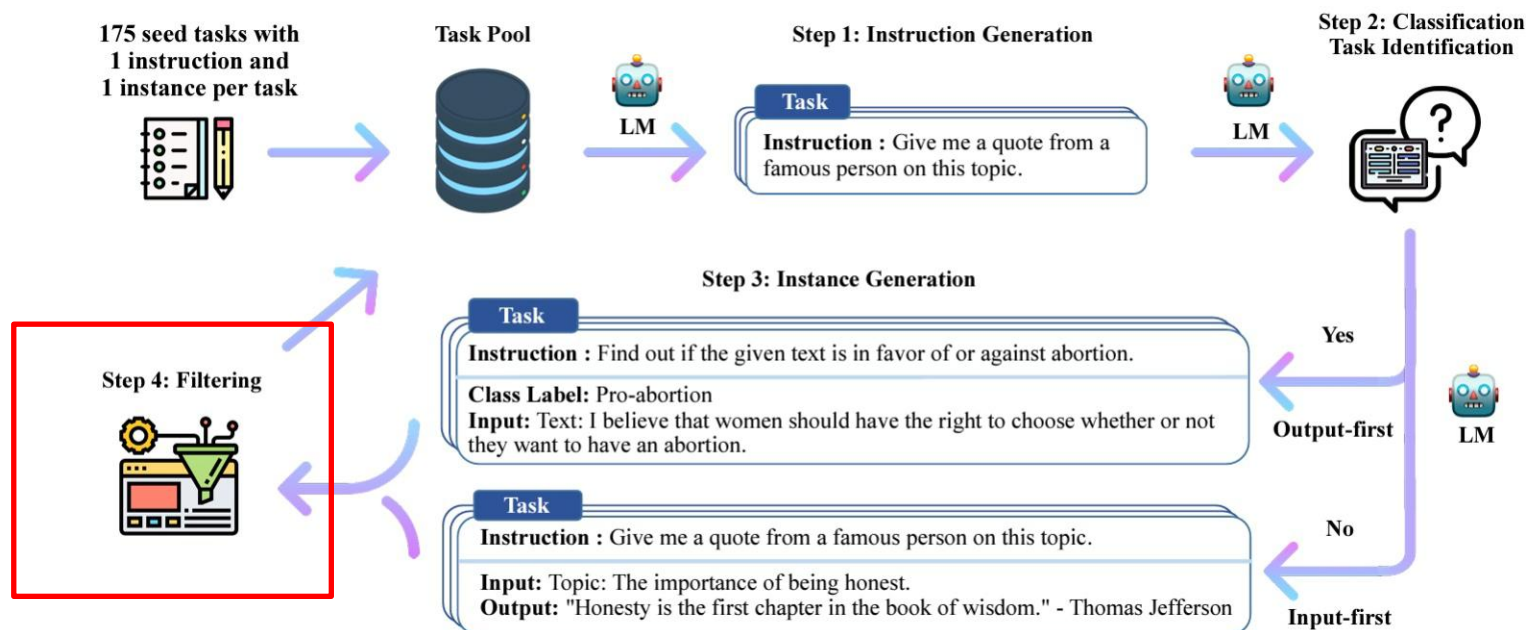 175 seed tasks with
1 instruction and
1 instance per task
Task Pool
LM
Step 1: Instruction Generation
Task
Instruction : Give me a quote from a
famous person on this topic.
LM
Step 2: Classification
Task Identification
?
Step 3: Instance Generation
Task
Instruction : Find out if the given text is in favor of or against abortion.
Class Label: Pro-abortion
Input: Text: I believe that women should have the right to choose whether or not
they want to have an abortion.
Yes
Output-first
LM
Step 4: Filtering
Task
Instruction : Give me a quote from a famous person on this topic.
Input: Topic: The importance of being honest.
Output: "Honesty is the first chapter in the book of wisdom." - Thomas Jefferson
No
Input-first